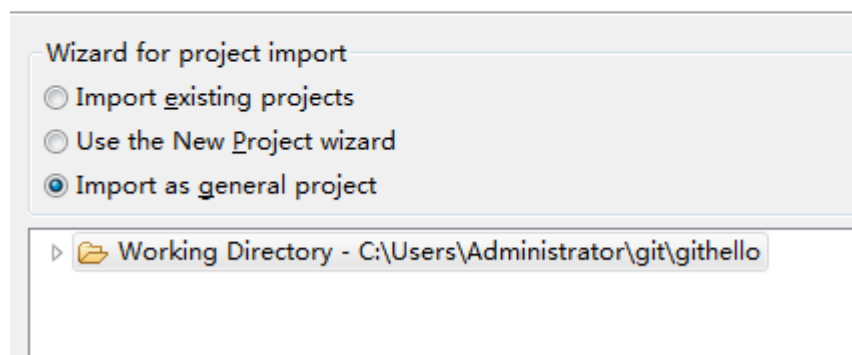 Wizard for project import
Import existing projects
Use the New Project wizard
Import as general project
Working Directory - C:\Users\Administrator\git\githello